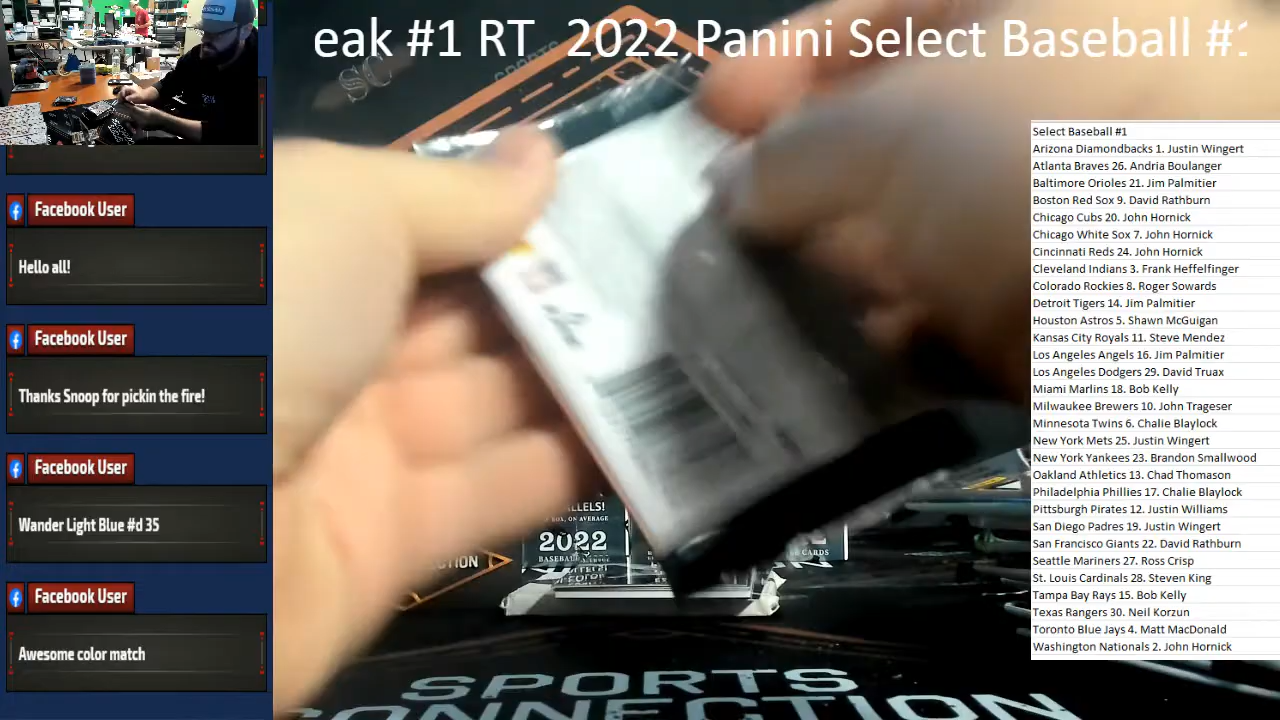 eak #1 RT 2022 Panini Select Baseball #1
SC SPORTS
Facebook User
Hello all!
Facebook User
Thanks Snoop for pickin the fire!
Facebook User
Wander Light Blue #d 35
Facebook User
Awesome color match
Select Baseball #1
Arizona Diamondbacks 1. Justin Wingert
Atlanta Braves 26. Andria Boulanger
Baltimore Orioles 21. Jim Palmitier
Boston Red Sox 9. David Rathburn
Chicago Cubs 20. John Hornick
Chicago White Sox 7. John Hornick
Cincinnati Reds 24. John Hornick
Cleveland Indians 3. Frank Heffelfinger
Colorado Rockies 8. Roger Sowards
Detroit Tigers 14. Jim Palmitier
Houston Astros 5. Shawn McGuigan
Kansas City Royals 11. Steve Mendez
Los Angeles Angels 16. Jim Palmitier
Los Angeles Dodgers 29. David Truax
Miami Marlins 18. Bob Kelly
Milwaukee Brewers 10. John Trageser
Minnesota Twins 6. Chalie Blaylock
New York Mets 25. Justin Wingert
New York Yankees 23. Brandon Smallwood
Oakland Athletics 13. Chad Thomason
Philadelphia Phillies 17. Chalie Blaylock
Pittsburgh Pirates 12. Justin Williams
San Diego Padres 19. Justin Wingert
San Francisco Giants 22. David Rathburn
Seattle Mariners 27. Ross Crisp
St. Louis Cardinals 28. Steven King
Tampa Bay Rays 15. Bob Kelly
Texas Rangers 30. Neil Korzun
Toronto Blue Jays 4. Matt MacDonald
Washington Nationals 2. John Hornick
BOX, ON AVERAGE
2022
BASEBALL
CARDS
SPORTS
CONNECTION